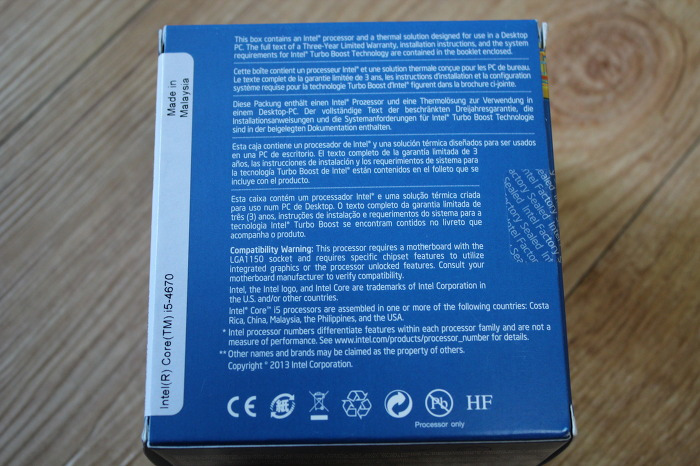 This box contains an Intel® processor and a thermal solution designed for use in a Desktop
PC. The full text of a Three-Year Limited Warranty, installation instructions, and the system
requirements for Intel® Turbo Boost Technology are contained in the booklet enclosed.
Cette boîte contient un processeur Intel® et une solution thermale conçue pour les PC de bureau.
Le texte complet de la garantie limitée de 3 ans, les instructions d'installation et la configuration
système requise pour la technologie Turbo Boost d'Intel® figurent dans la brochure ci-jointe.
Diese Packung enthält einen Intel® Prozessor und eine Thermolösung zur Verwendung in
einem Desktop-PC. Der vollständige Text der beschränkten Dreijahresgarantie, die
Installationsanweisungen und die Systemanforderungen für Intel® Turbo Boost Technologie
sind in der beigelegten Dokumentation enthalten.
Esta caja contiene un procesador de Intel® y una solución térmica diseñados para ser usados
en una PC de escritorio. El texto completo de la garantía limitada de 3
años, las instrucciones de instalación y los requerimientos de sistema para
la tecnología Turbo Boost de Intel® están contenidos en el folleto que se
incluye con el producto.
Esta caixa contém um processador Intel® e uma solução térmica criada
para uso num PC de Desktop. O texto completo da garantia limitada de
três (3) anos, instruções de instalação e requerimentos do sistema para a
tecnologia Intel® Turbo Boost se encontram contidos no livreto que
acompanha o produto.
Compatibility Warning: This processor requires a motherboard with the
LGA1150 socket and requires specific chipset features to utilize
integrated graphics or the processor unlocked features. Consult your
motherboard manufacturer to verify compatibility.
Intel, the Intel logo, and Intel Core are trademarks of Intel Corporation in
the U.S. and/or other countries.
Intel® Core™ i5 processors are assembled in one or more of the following countries: Costa
Rica, China, Malaysia, the Philippines, and the USA.
* Intel processor numbers differentiate features within each processor family and are not a
measure of performance. See www.intel.com/products/processor_number for details.
** Other names and brands may be claimed as the property of others.
Copyright © 2013 Intel Corporation.
CE
紙
Pb
HF
Processor only
Made in
Malaysia
Intel(R) Core(TM) i5-4670
Intel Factory
Sealed Intel
Factory Sealed